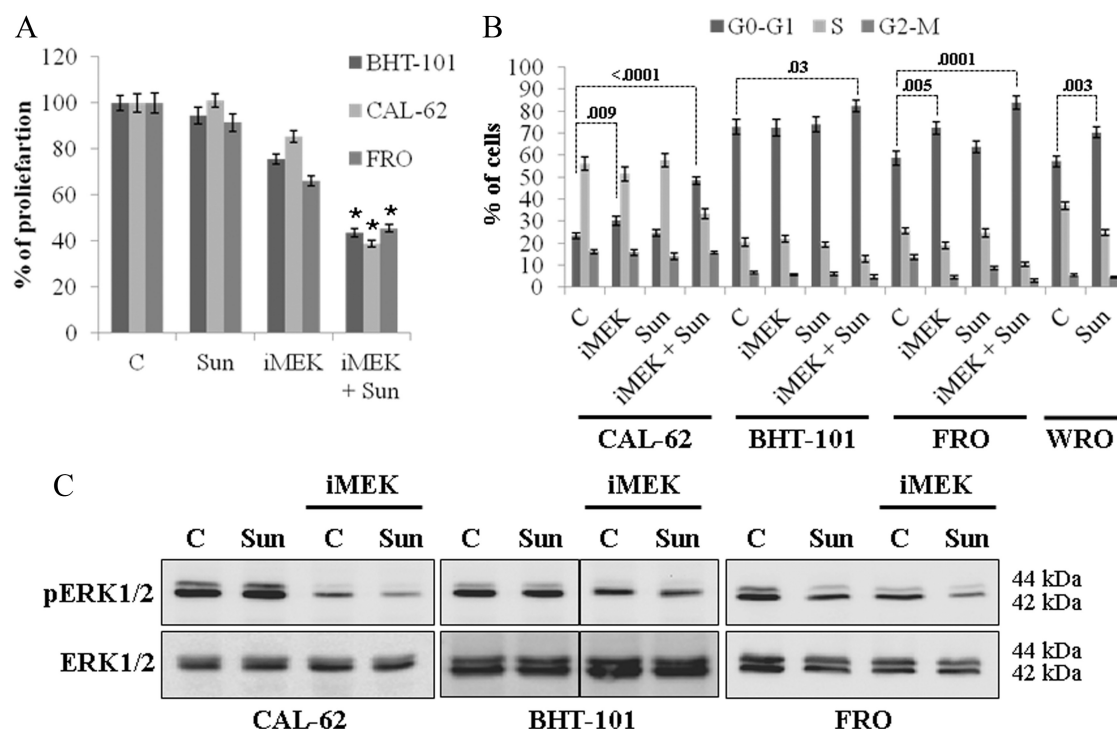 A
% of proliefartion
120
100
80
60
40
20
0
BHT-101
CAL-62
FRO
* * *
C Sun iMEK iMEK + Sun
B
G0-G1 S G2-M
% of cells
100
90
80
70
60
50
40
30
20
10
0
<.0001
.009
.03
.0001
.005
.003
C iMEK Sun iMEK + Sun C iMEK Sun iMEK + Sun C iMEK Sun iMEK + Sun C Sun
CAL-62 BHT-101 FRO WRO
C
iMEK iMEK iMEK
C Sun C Sun C Sun C Sun C Sun C Sun
pERK1/2 44 kDa
42 kDa
ERK1/2 44 kDa
42 kDa
CAL-62 BHT-101 FRO